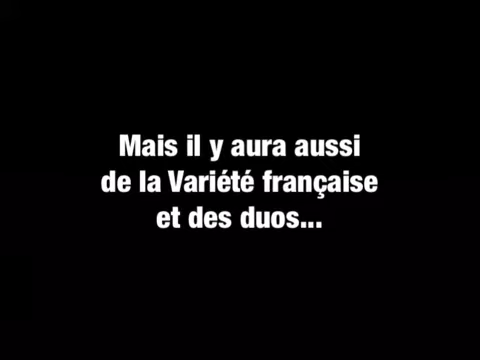 Mais il y aura aussi
de la Variété française
et des duos...